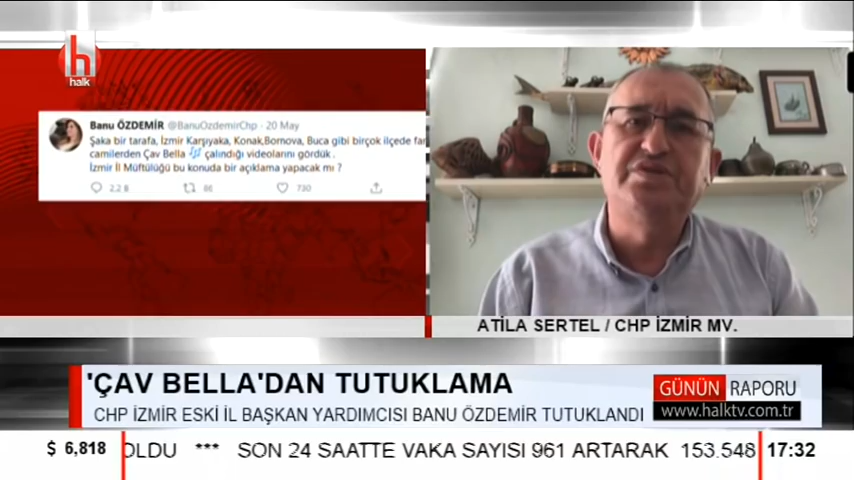 h
halk
Banu ÖZDEMİR @BanuOzdemirChp · 20 May
Şaka bir tarafa, İzmir Karşıyaka, Konak,Bornova, Buca gibi birçok ilçede far
camilerden Çav Bella 🎶 çalındığı videolarını gördük .
İzmir İl Müftülüğü bu konuda bir açıklama yapacak mı ?
2,2 B
730
ATİLA SERTEL / CHP İZMİR MV.
'ÇAV BELLA'DAN TUTUKLAMA
CHP İZMİR ESKİ İL BAŞKAN YARDIMCISI BANU ÖZDEMİR TUTUKLANDI
GÜNÜN RAPORU
www.halktv.com.tr
$ 6,818
OLDU *** SON 24 SAATTE VAKA SAYISI 961 ARTARAK 153.548
17:32